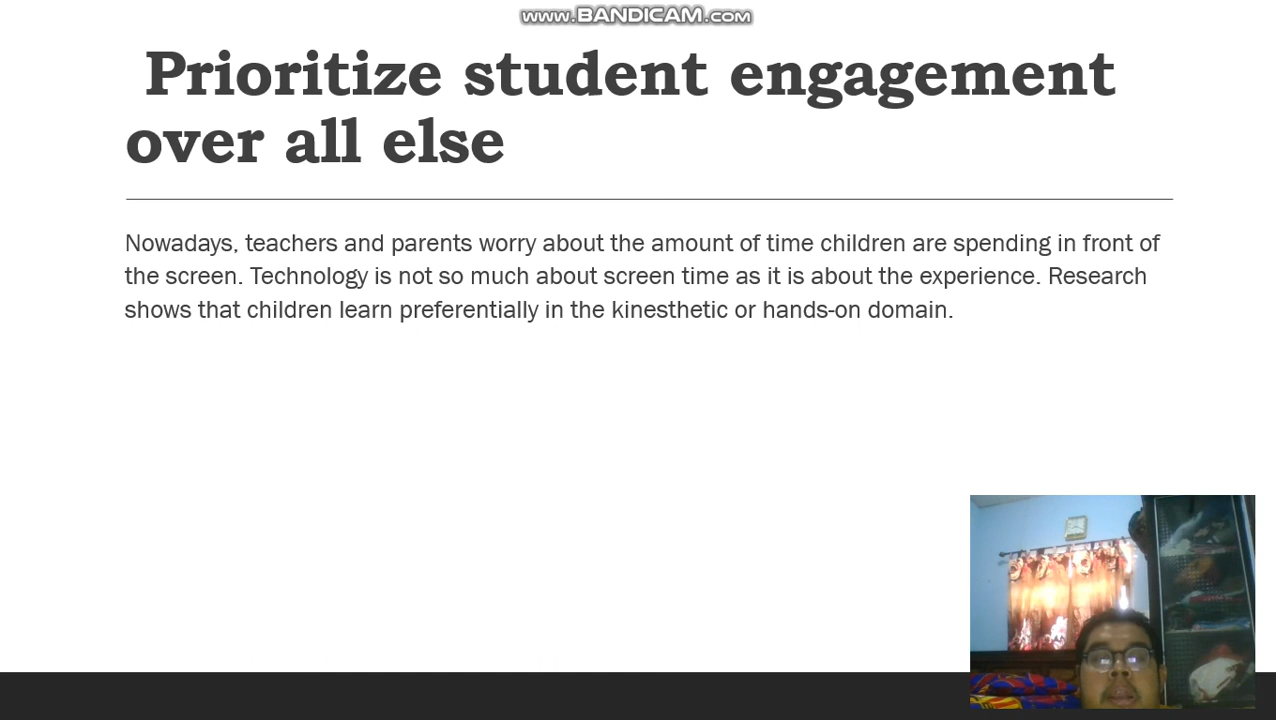 www.BANDICAM.com
Prioritize student engagement
over all else
Nowadays, teachers and parents worry about the amount of time children are spending in front of
the screen. Technology is not so much about screen time as it is about the experience. Research
shows that children learn preferentially in the kinesthetic or hands-on domain.